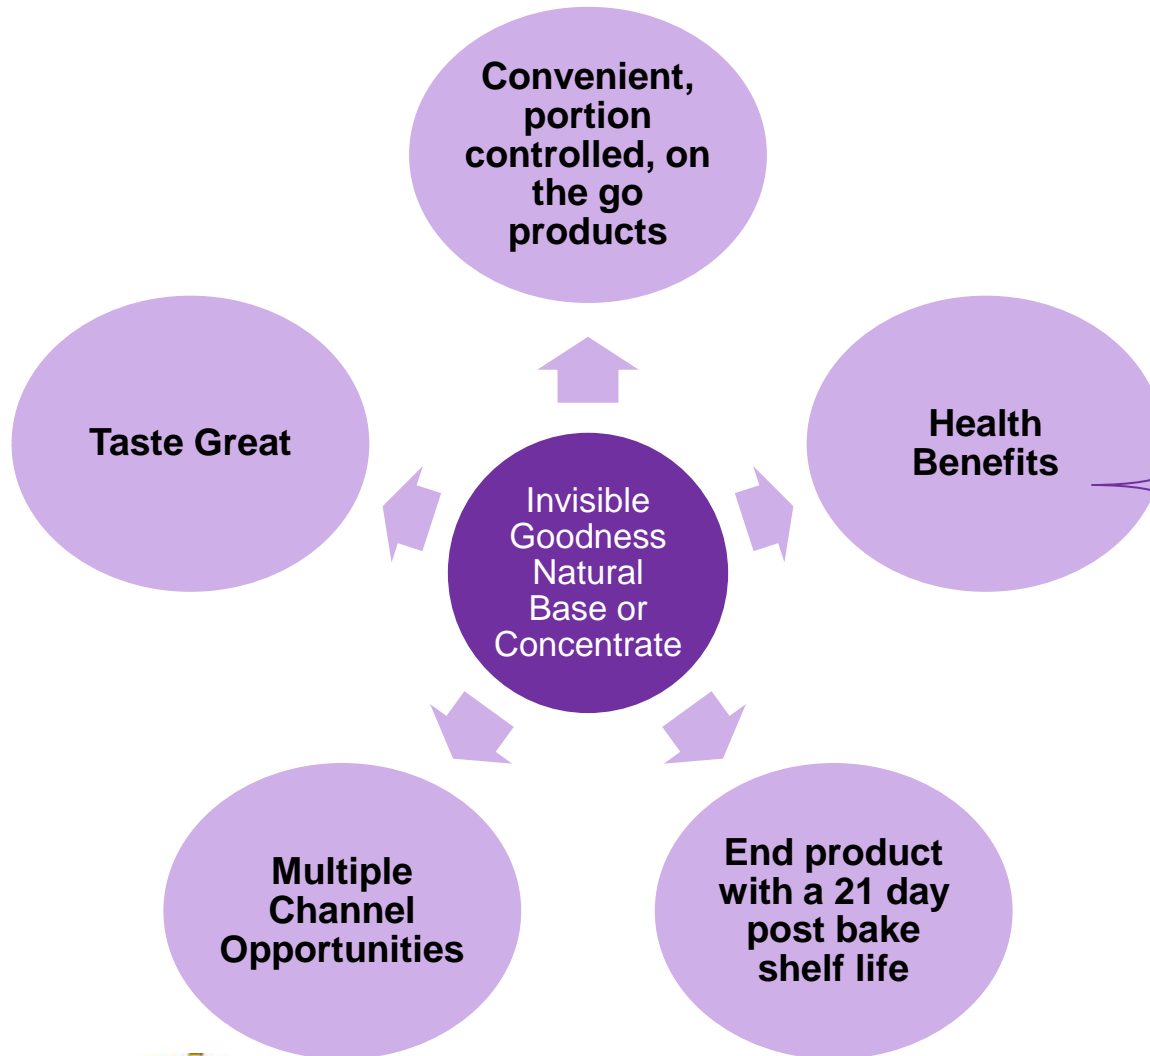 Convenient,
portion
controlled, on
the go
products
Taste Great
Health
Benefits
Invisible
Goodness
Natural
Base or
Concentrate
Multiple
Channel
Opportunities
End product
with a 21 day
post bake
shelf life